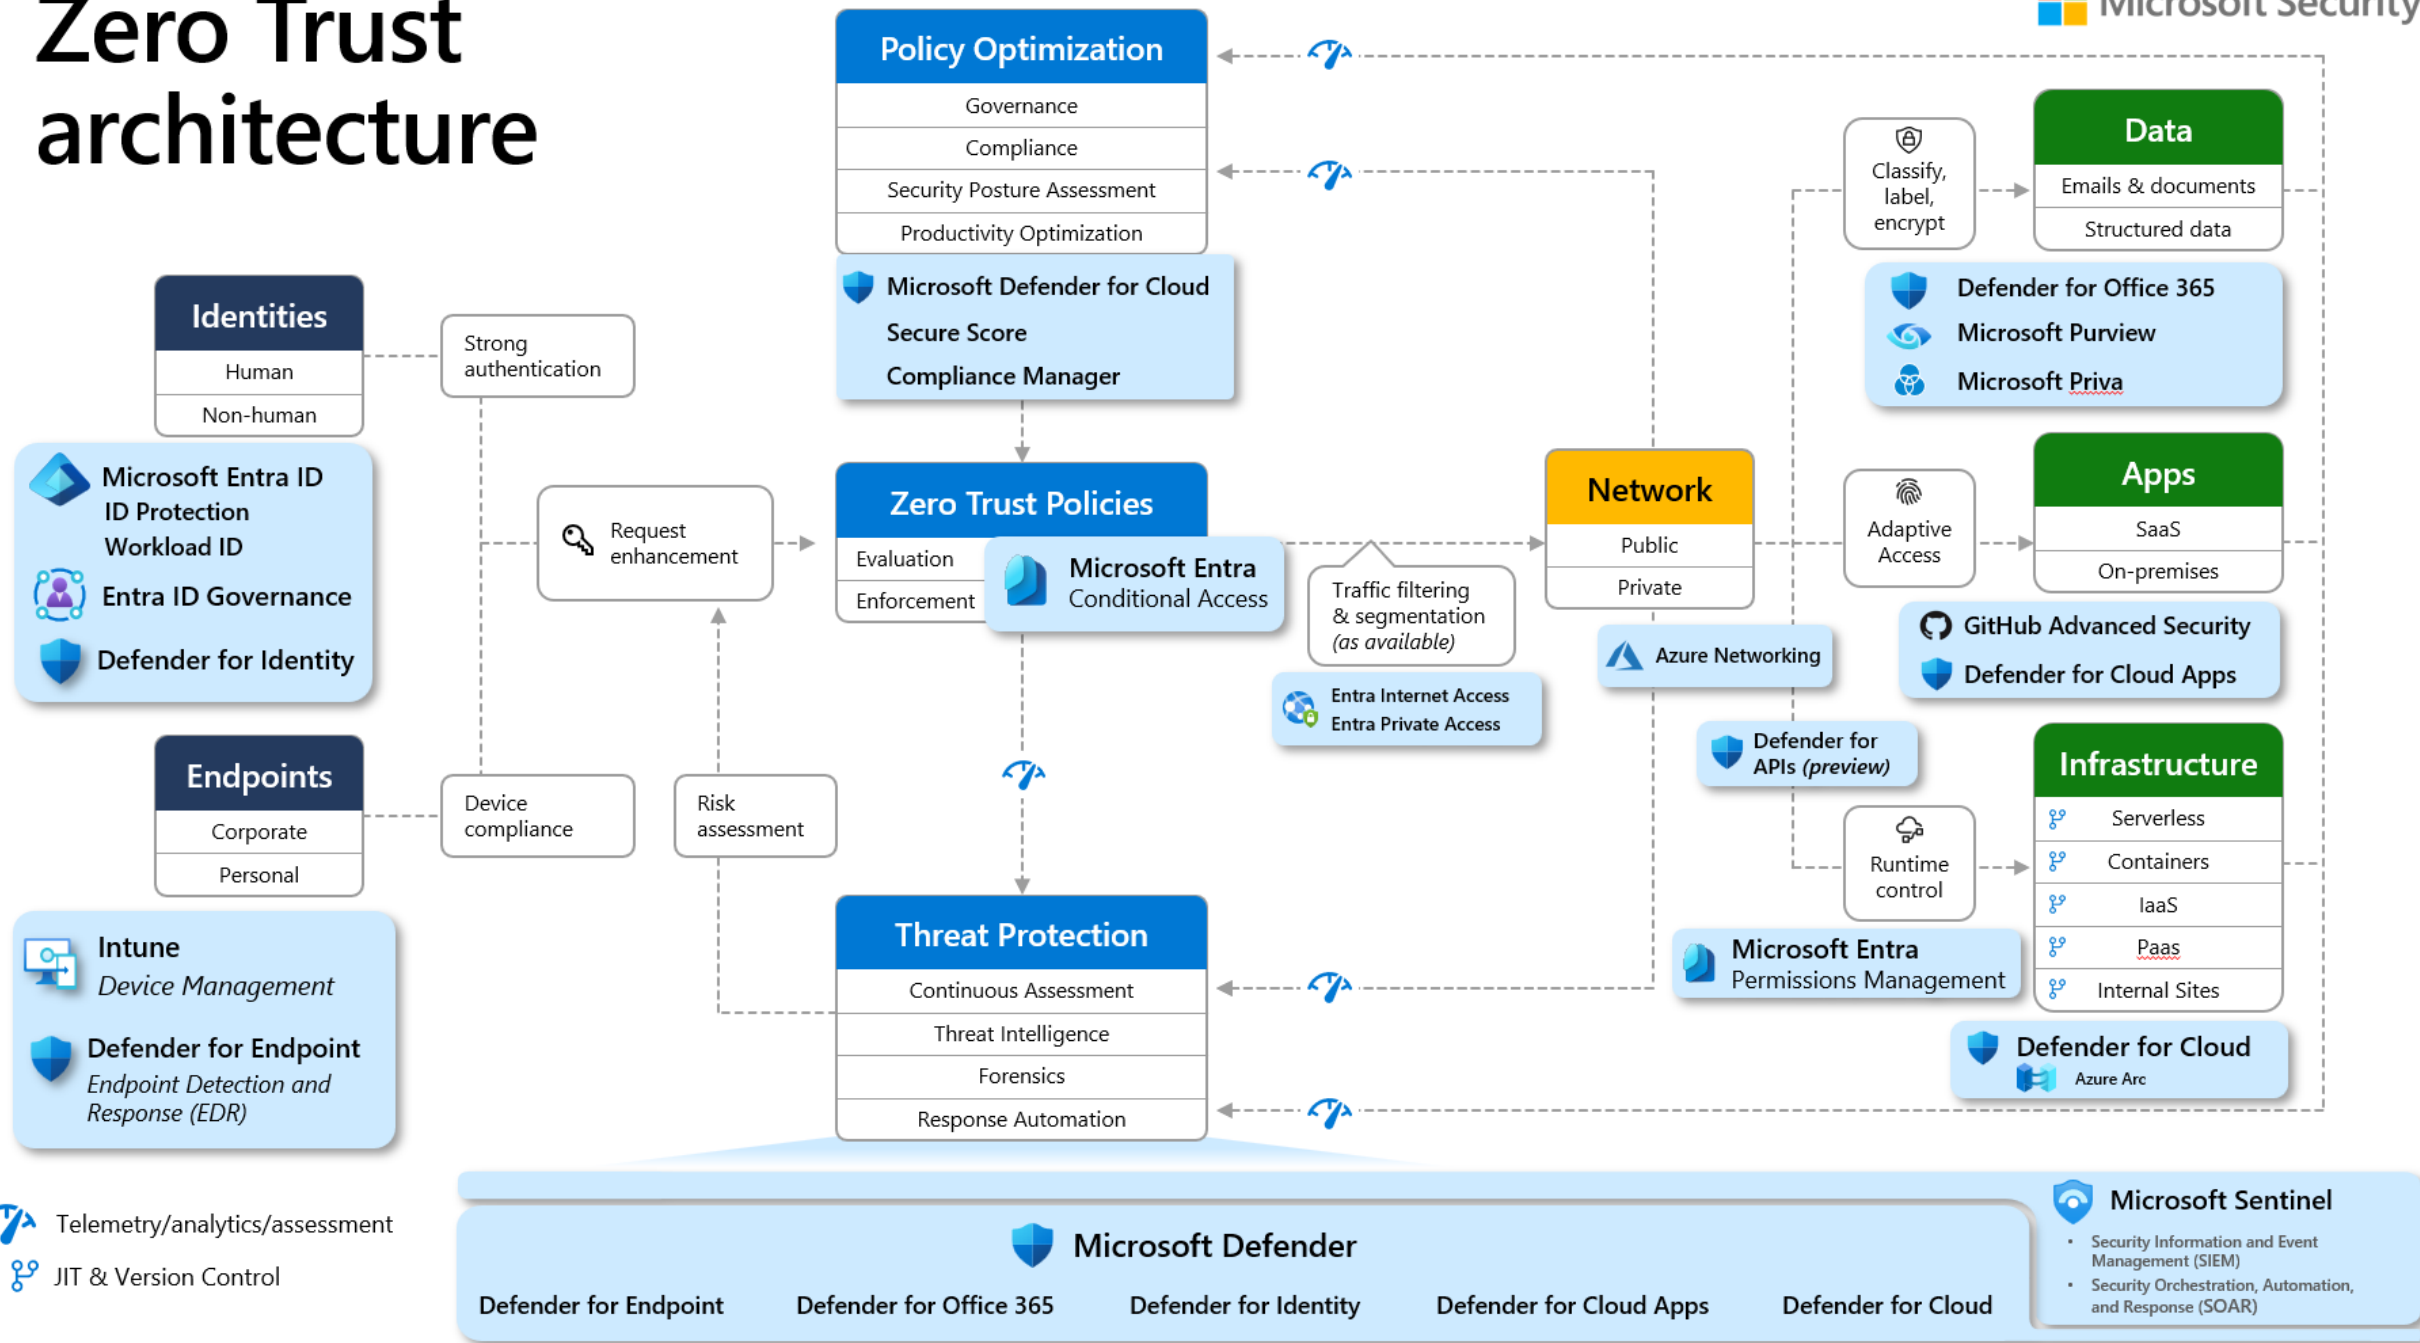 Zero Trust
architecture
Microsoft Security
Policy Optimization
Governance
Compliance
Security Posture Assessment
Productivity Optimization
Microsoft Defender for Cloud
Secure Score
Compliance Manager
Identities
Human
Non-human
Strong
authentication
Microsoft Entra ID
ID Protection
Workload ID
Entra ID Governance
Defender for Identity
Endpoints
Corporate
Personal
Device
compliance
Intune
Device Management
Defender for Endpoint
Endpoint Detection and
Response (EDR)
Request
enhancement
Risk
assessment
Zero Trust Policies
Evaluation
Enforcement
Microsoft Entra
Conditional Access
Traffic filtering
& segmentation
(as available)
Entra Internet Access
Entra Private Access
Network
Public
Private
Azure Networking
Classify,
label,
encrypt
Data
Emails & documents
Structured data
Defender for Office 365
Microsoft Purview
Microsoft Priva
Adaptive
Access
Apps
SaaS
On-premises
GitHub Advanced Security
Defender for Cloud Apps
Defender for
APIs (preview)
Runtime
control
Infrastructure
Serverless
Containers
IaaS
Paas
Internal Sites
Microsoft Entra
Permissions Management
Defender for Cloud
Azure Arc
Threat Protection
Continuous Assessment
Threat Intelligence
Forensics
Response Automation
Telemetry/analytics/assessment
JIT & Version Control
Microsoft Defender
Defender for Endpoint
Defender for Office 365
Defender for Identity
Defender for Cloud Apps
Defender for Cloud
Microsoft Sentinel
• Security Information and Event
Management (SIEM)
• Security Orchestration, Automation,
and Response (SOAR)